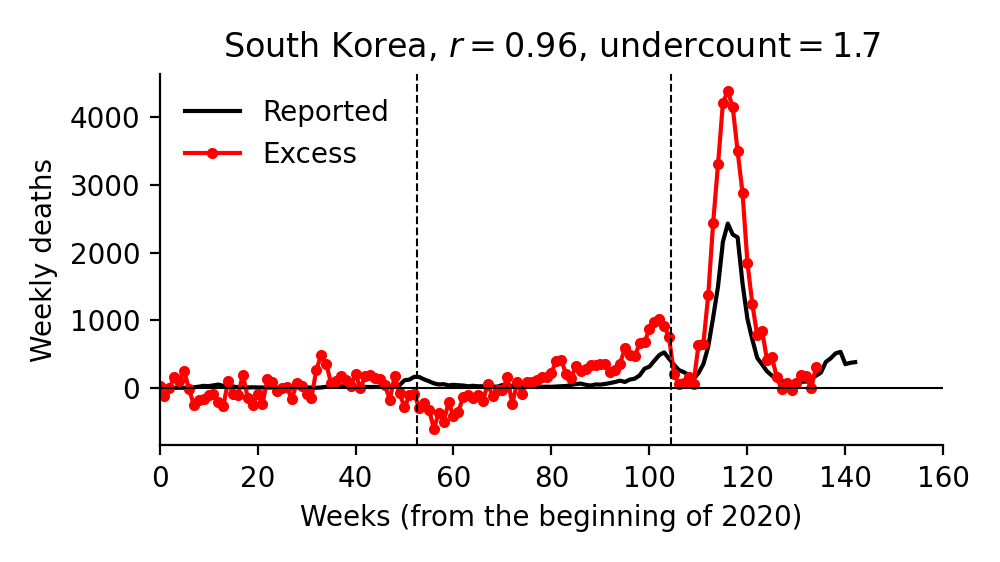 South Korea, r = 0.96, undercount = 1.7
Reported
Excess
Weekly deaths
4000
3000
2000
1000
0
0 20 40 60 80 100 120 140 160
Weeks (from the beginning of 2020)